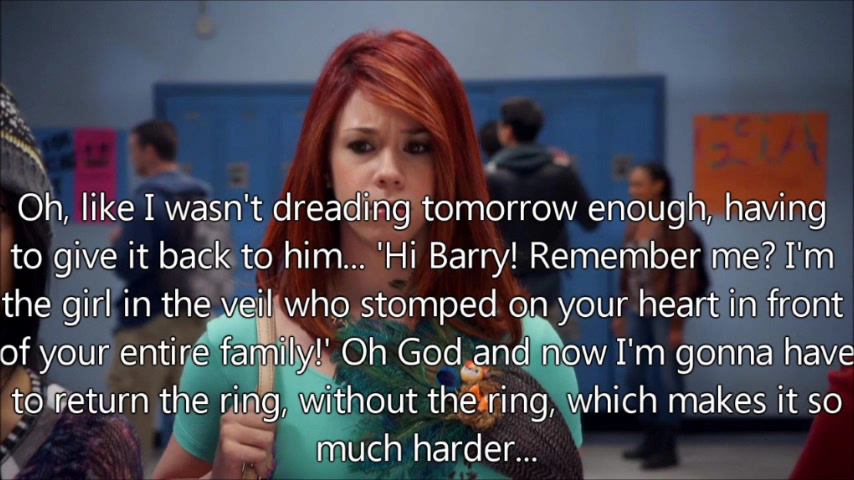 Oh, like I wasn't dreading tomorrow enough, having
to give it back to him... 'Hi Barry! Remember me? I'm
the girl in the veil who stomped on your heart in front
of your entire family!' Oh God and now I'm gonna have
to return the ring, without the ring, which makes it so
much harder...